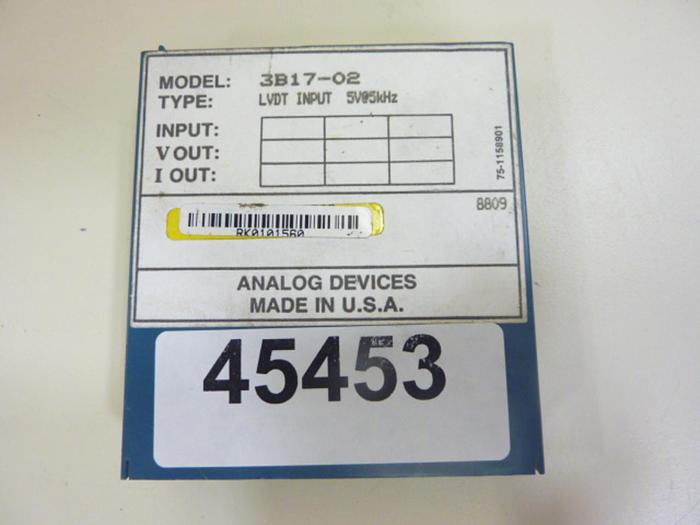 MODEL: 3B17-02
TYPE: LVDT INPUT 5V@5kHz
INPUT:
V OUT:
I OUT:
75-1158901
8809
RK0101560
ANALOG DEVICES
MADE IN U.S.A.
45453